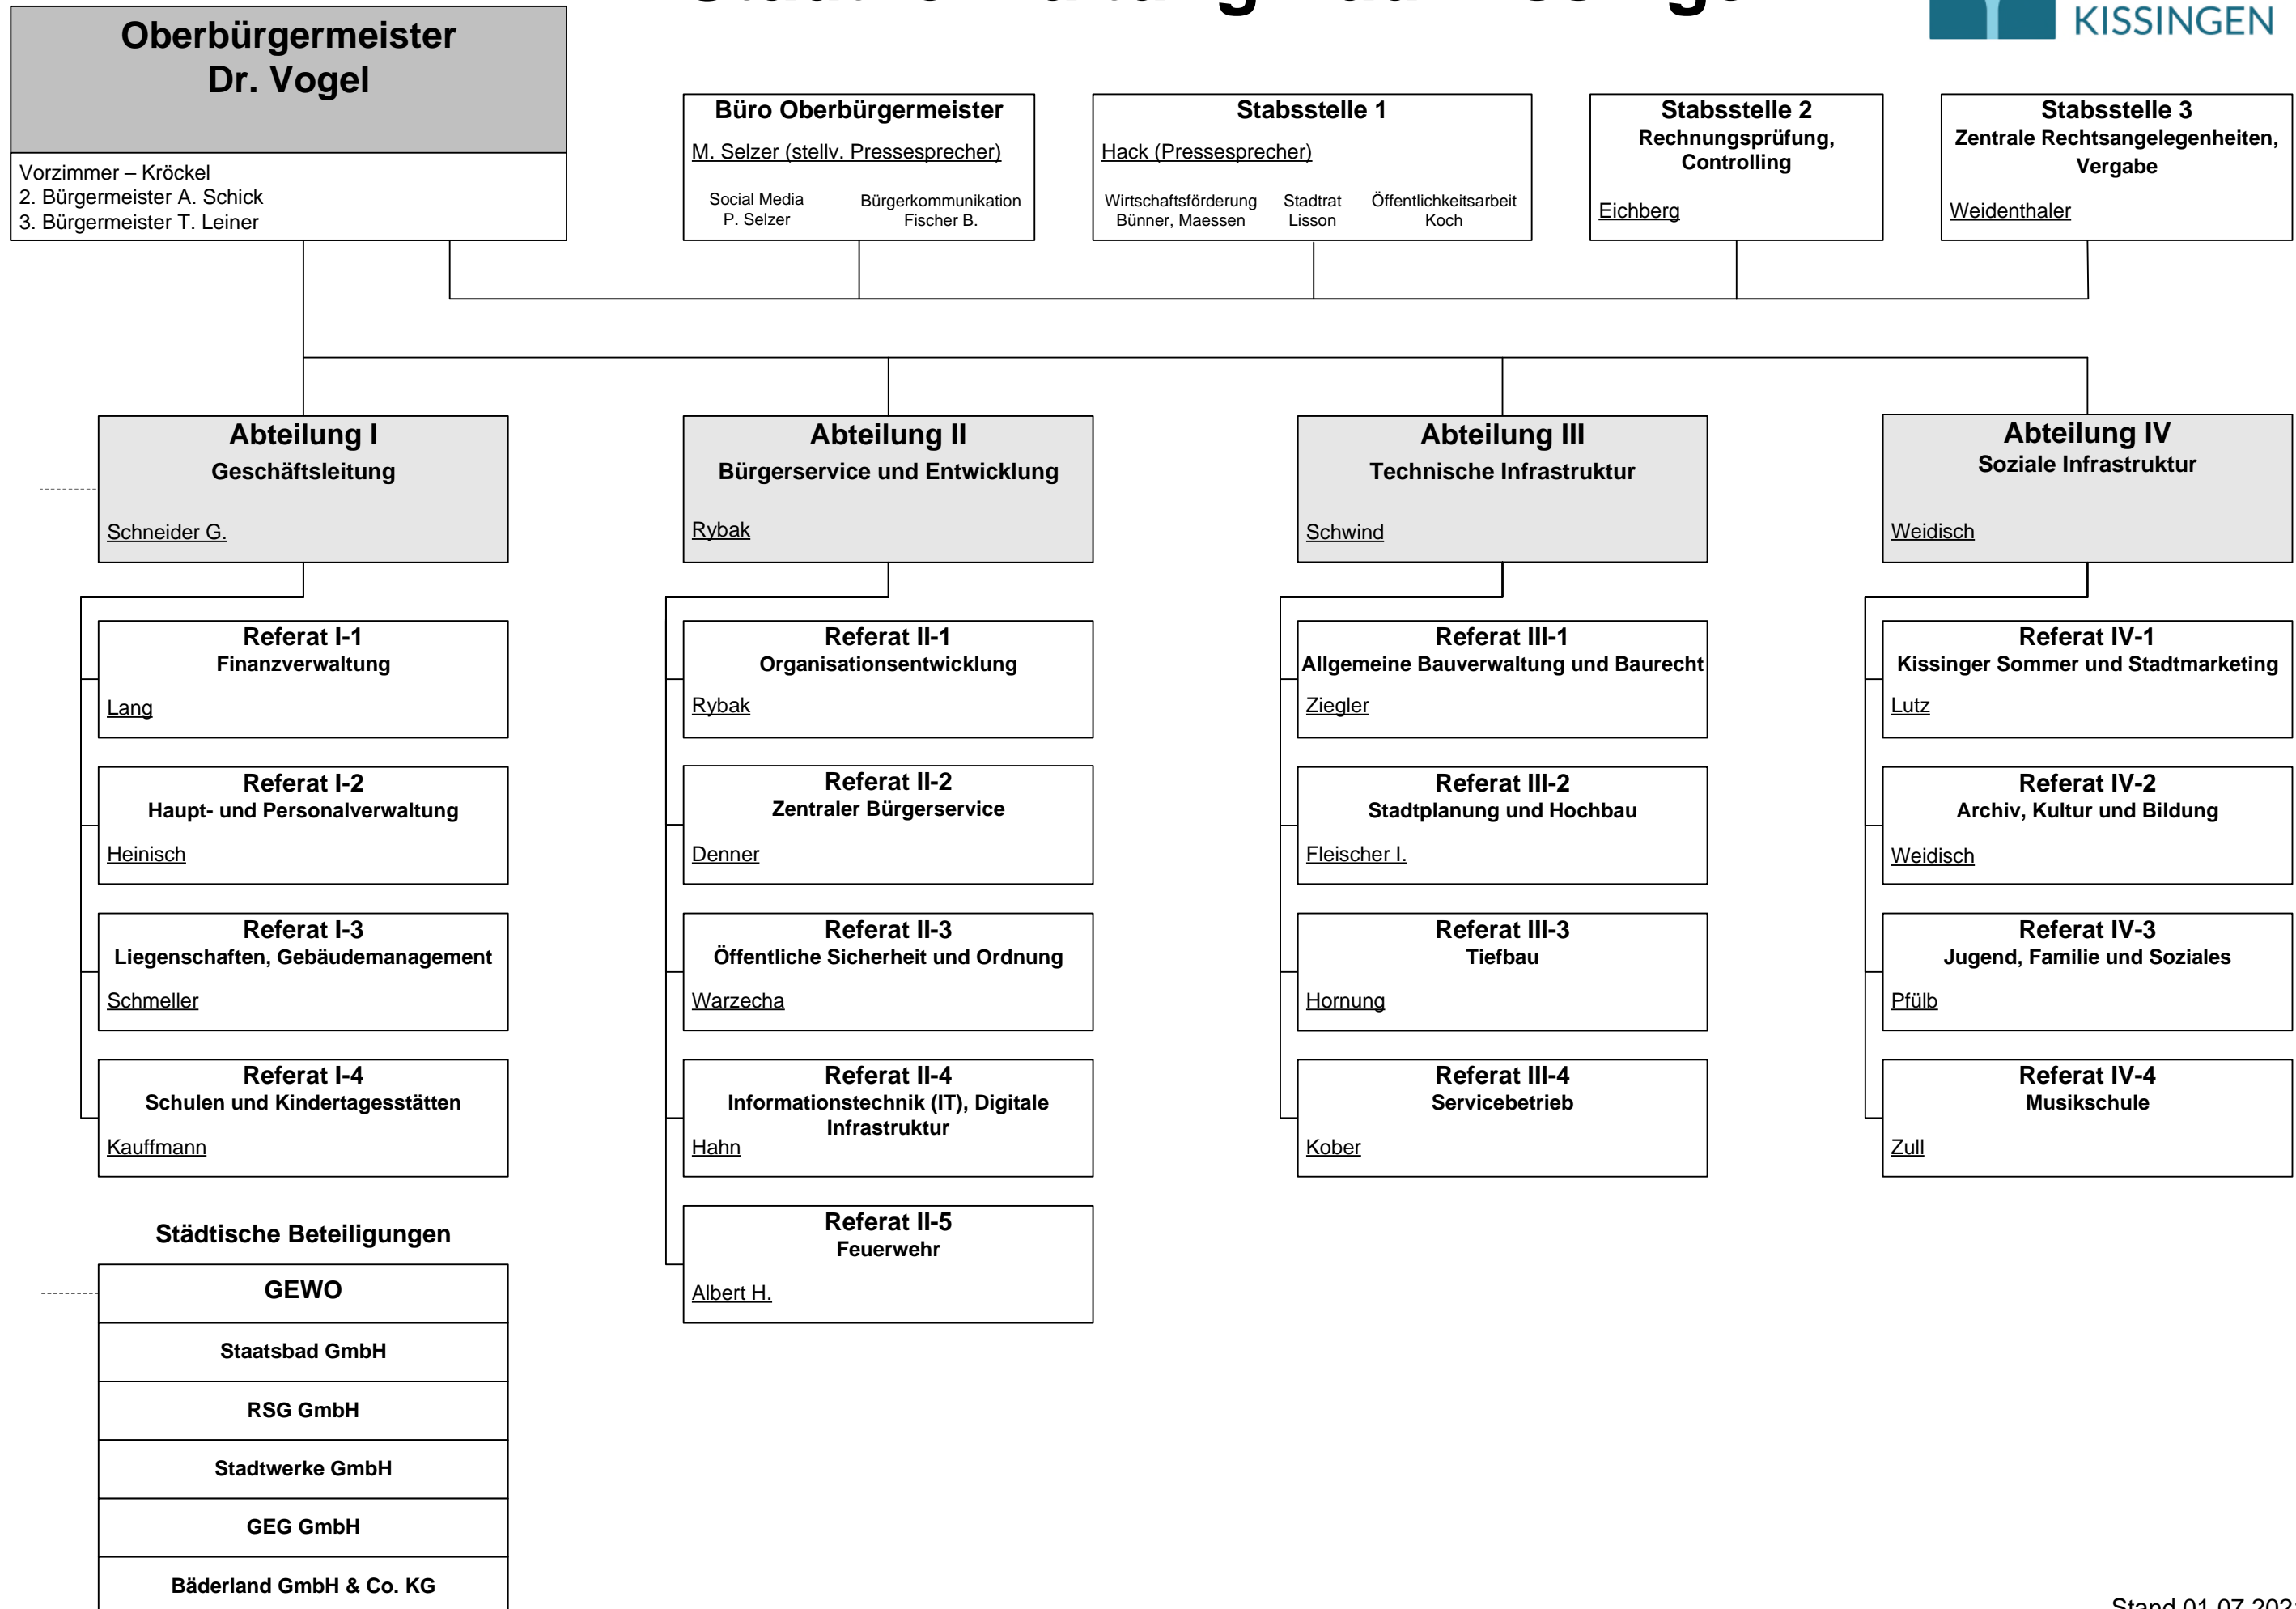 Oberbürgermeister
Dr. Vogel
Vorzimmer – Kröckel
2. Bürgermeister A. Schick
3. Bürgermeister T. Leiner
KISSINGEN
Büro Oberbürgermeister
M. Selzer (stellv. Pressesprecher)
Social Media
P. Selzer
Bürgerkommunikation
Fischer B.
Stabsstelle 1
Hack (Pressesprecher)
Wirtschaftsförderung
Bünner, Maessen
Stadtrat
Lisson
Öffentlichkeitsarbeit
Koch
Stabsstelle 2
Rechnungsprüfung,
Controlling
Eichberg
Stabsstelle 3
Zentrale Rechtsangelegenheiten,
Vergabe
Weidenthaler
Abteilung I
Geschäftsleitung
Schneider G.
Referat I-1
Finanzverwaltung
Lang
Referat I-2
Haupt- und Personalverwaltung
Heinisch
Referat I-3
Liegenschaften, Gebäudemanagement
Schmeller
Referat I-4
Schulen und Kindertagesstätten
Kauffmann
Städtische Beteiligungen
GEWO
Staatsbad GmbH
RSG GmbH
Stadtwerke GmbH
GEG GmbH
Bäderland GmbH & Co. KG
Abteilung II
Bürgerservice und Entwicklung
Rybak
Referat II-1
Organisationsentwicklung
Rybak
Referat II-2
Zentraler Bürgerservice
Denner
Referat II-3
Öffentliche Sicherheit und Ordnung
Warzecha
Referat II-4
Informationstechnik (IT), Digitale
Infrastruktur
Hahn
Referat II-5
Feuerwehr
Albert H.
Abteilung III
Technische Infrastruktur
Schwind
Referat III-1
Allgemeine Bauverwaltung und Baurecht
Ziegler
Referat III-2
Stadtplanung und Hochbau
Fleischer I.
Referat III-3
Tiefbau
Hornung
Referat III-4
Servicebetrieb
Kober
Abteilung IV
Soziale Infrastruktur
Weidisch
Referat IV-1
Kissinger Sommer und Stadtmarketing
Lutz
Referat IV-2
Archiv, Kultur und Bildung
Weidisch
Referat IV-3
Jugend, Familie und Soziales
Pfülb
Referat IV-4
Musikschule
Zull
Stand 01.07.202